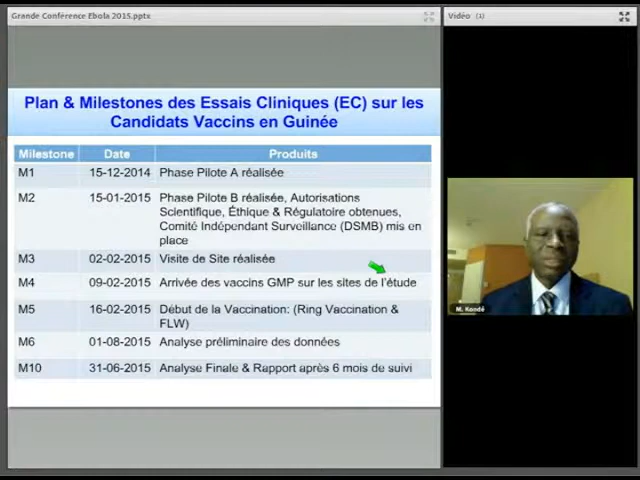 Grande Conférence Ebola 2015.pptx
Vidéo (1)
Plan & Milestones des Essais Cliniques (EC) sur les
Candidats Vaccins en Guinée
Milestone Date Produits
M1 15-12-2014 Phase Pilote A réalisée
M2 15-01-2015 Phase Pilote B réalisée, Autorisations
Scientifique, Éthique & Régulatoire obtenues,
Comité Indépendant Surveillance (DSMB) mis en
place
M3 02-02-2015 Visite de Site réalisée
M4 09-02-2015 Arrivée des vaccins GMP sur les sites de l'étude
M5 16-02-2015 Début de la Vaccination: (Ring Vaccination &
FLW)
M6 01-08-2015 Analyse préliminaire des données
M10 31-06-2015 Analyse Finale & Rapport après 6 mois de suivi
M. Kondé